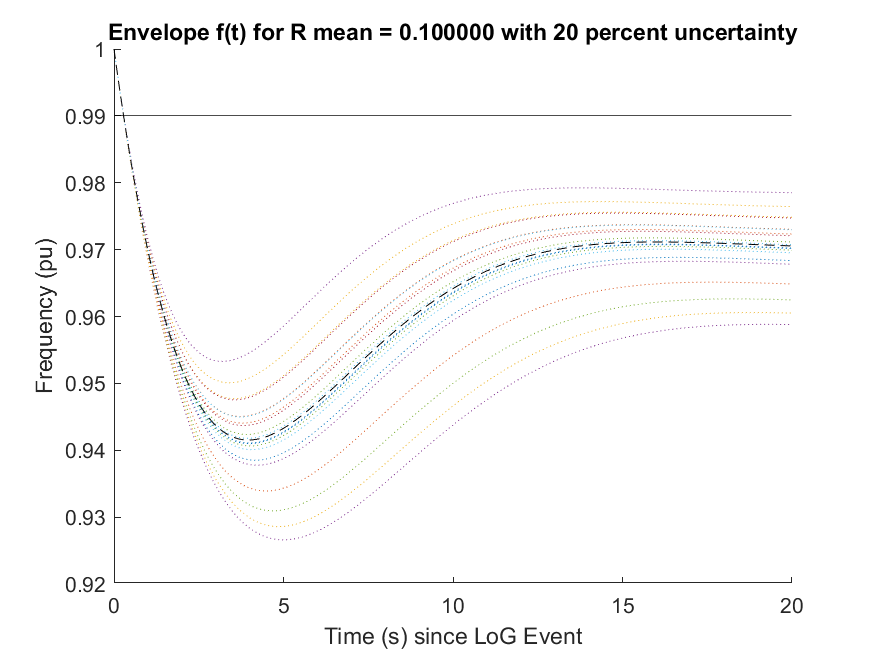 Envelope f(t) for R mean = 0.100000 with 20 percent uncertainty
1
0.99
0.98
0.97
0.96
0.95
0.94
0.93
0.92
Frequency (pu)
0 5 10 15 20
Time (s) since LoG Event